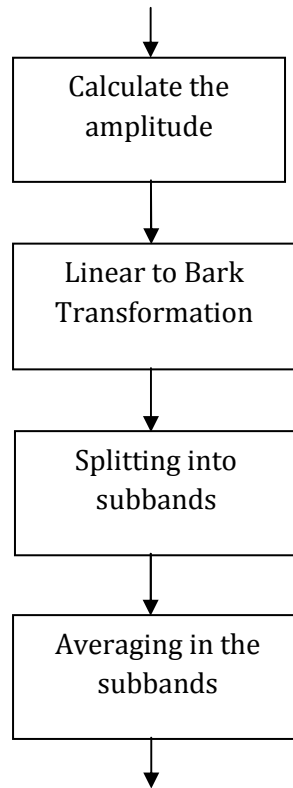 Calculate the
amplitude
Linear to Bark
Transformation
Splitting into
subbands
Averaging in the
subbands